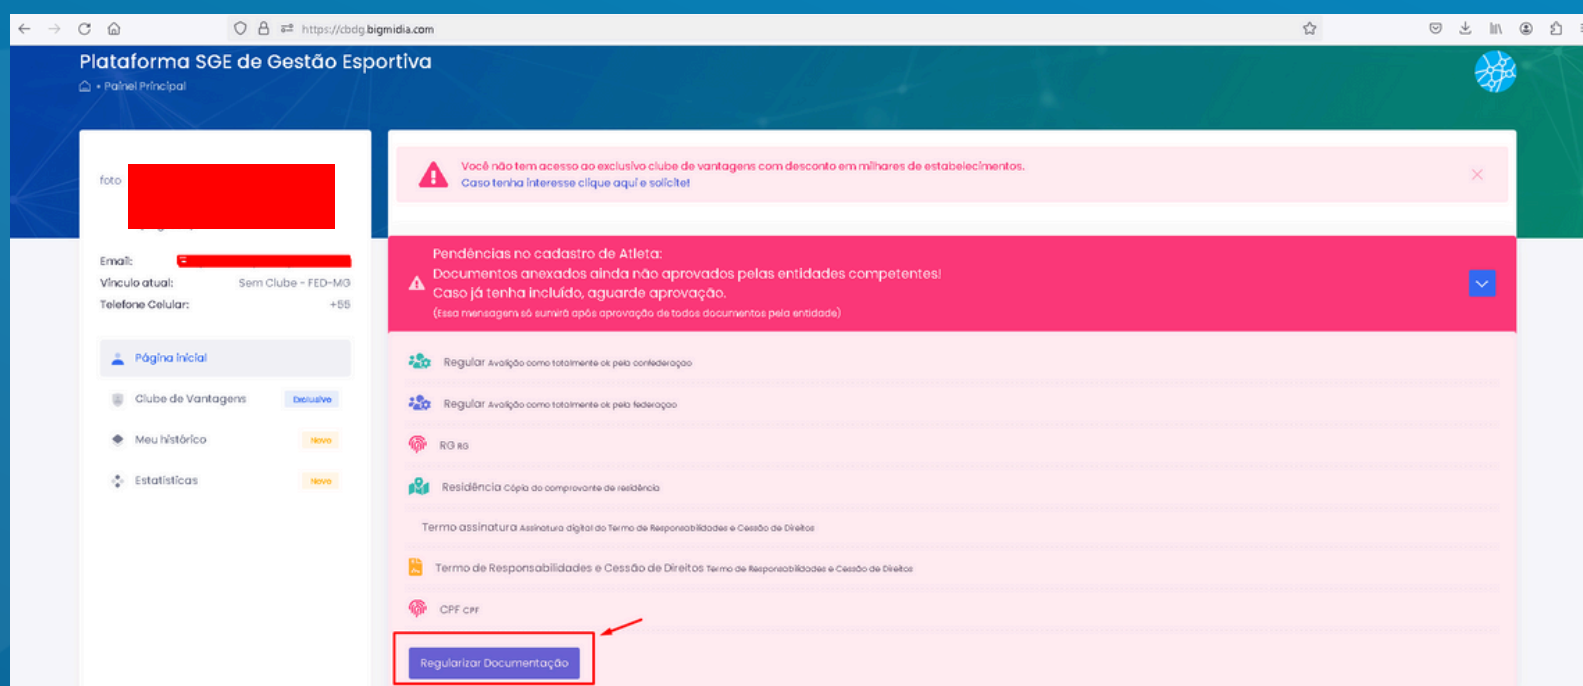 https://cbdg.bigmidia.com
Plataforma SGE de Gestão Esportiva
• Painel Principal
foto
Email:
Vínculo atual: Sem Clube - FED-MG
Telefone Celular: +55
Página inicial
Clube de Vantagens Exclusivo
Meu histórico Novo
Estatísticas Novo
Você não tem acesso ao exclusivo clube de vantagens com desconto em milhares de estabelecimentos.
Caso tenha interesse clique aqui e solicite!
Pendências no cadastro de Atleta:
Documentos anexados ainda não aprovados pelas entidades competentes!
Caso já tenha incluído, aguarde aprovação.
(Essa mensagem só sumirá após aprovação de todos documentos pela entidade)
Regular Avalição como totalmente ok pela confederaçao
Regular Avalição como totalmente ok pela federaçao
RG RG
Residência Cópia do comprovante de residência
Termo assinatura Assinatura digital do Termo de Responsabilidades e Cessão de Direitos
Termo de Responsabilidades e Cessão de Direitos Termo de Responsabilidades e Cessão de Direitos
CPF CPF
Regularizar Documentação